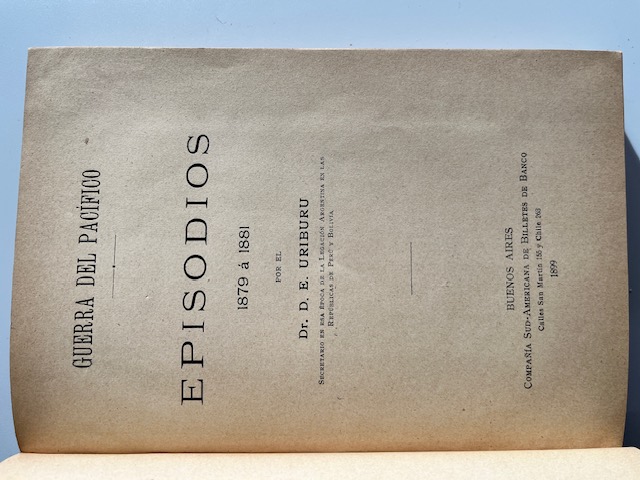 GUERRA DEL PACÍFICO
EPISODIOS
1879 á 1881
POR EL
Dr. D. E. URIBURU
SECRETARIO EN ESA ÉPOCA DE LA LEGACIÓN ARGENTINA EN LAS
REPÚBLICAS DE PERÚ Y BOLIVIA
BUENOS AIRES
COMPAÑÍA SUD-AMERICANA DE BILLETES DE BANCO
Calles San Martín 155 y Chile 263
1899